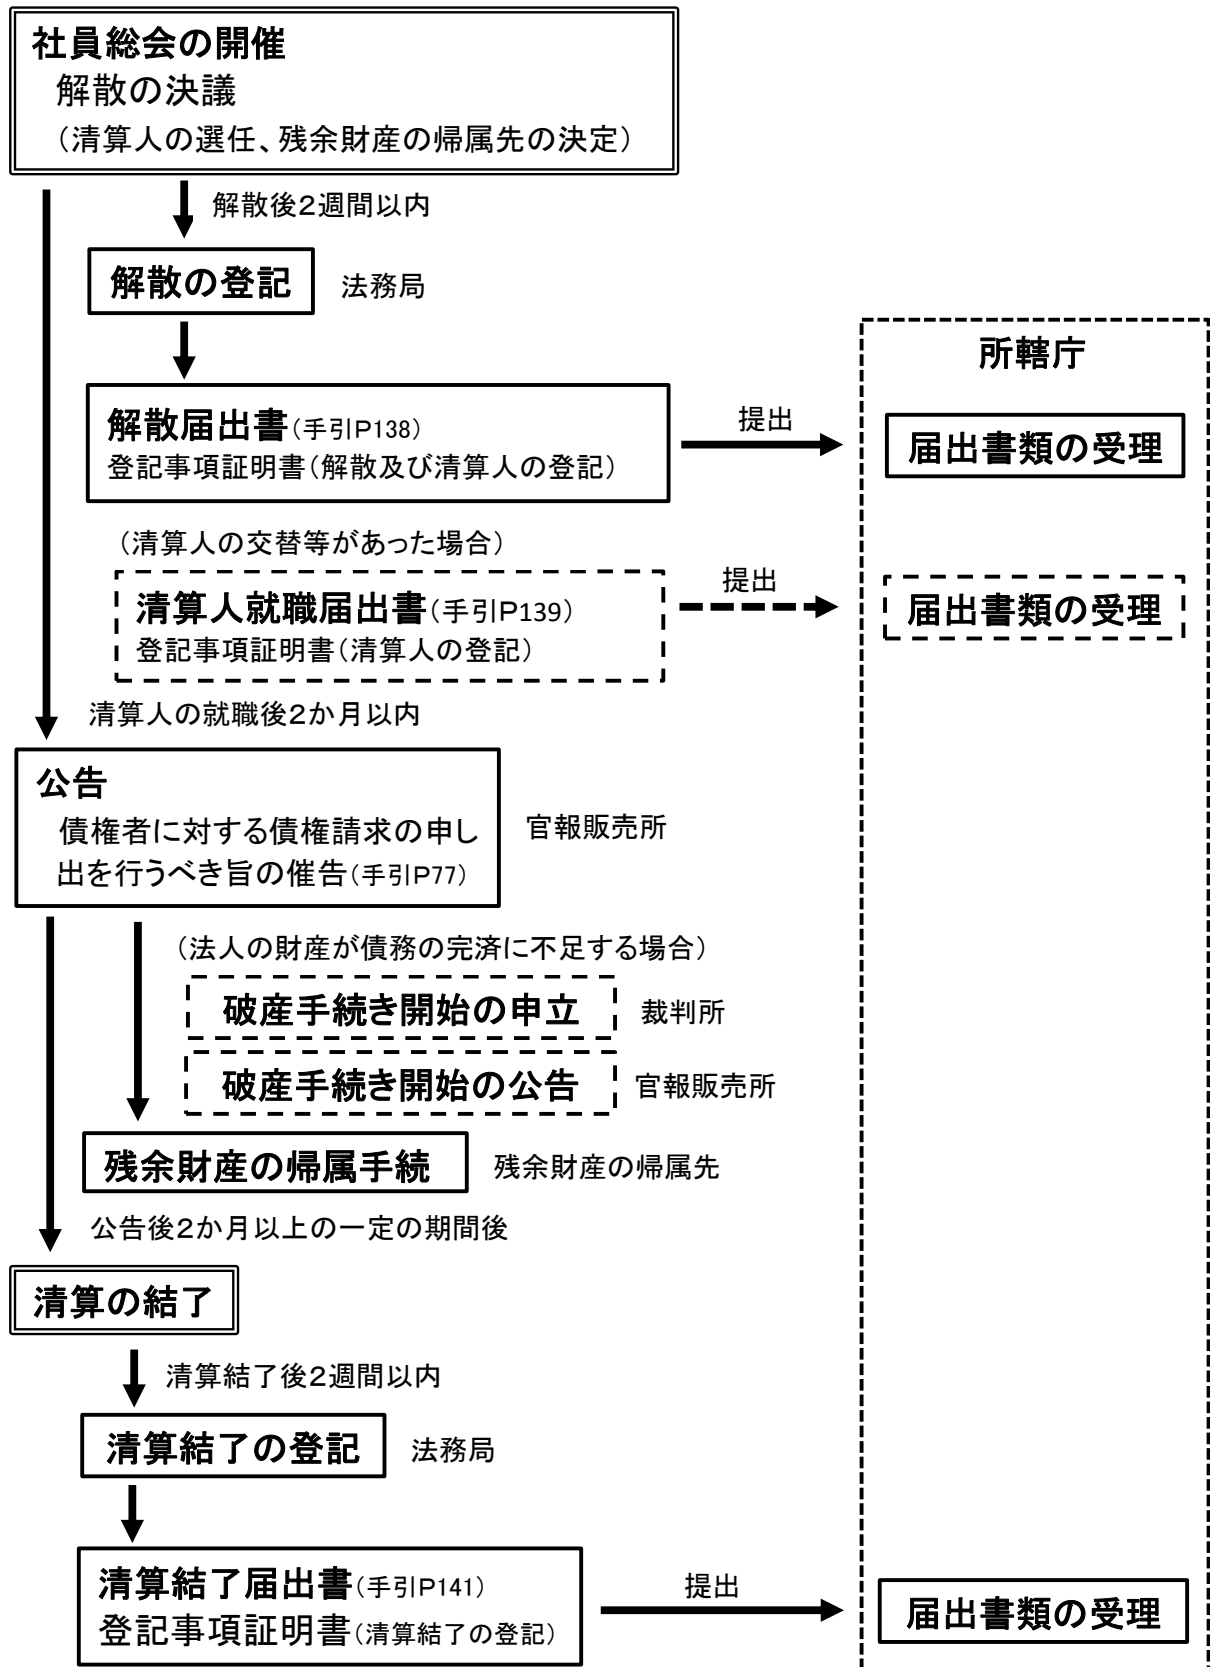 社員総会の開催
解散の決議
（清算人の選任、残余財産の帰属先の決定）
解散後２週間以内
解散の登記
法務局
所轄庁
解散届出書（手引P138）
登記事項証明書（解散及び清算人の登記）
提出
届出書類の受理
（清算人の交替等があった場合）
清算人就職届出書（手引P139）
登記事項証明書（清算人の登記）
提出
届出書類の受理
清算人の就職後２か月以内
公告
債権者に対する債権請求の申し
出を行うべき旨の催告（手引P77）
官報販売所
（法人の財産が債務の完済に不足する場合）
破産手続き開始の申立
裁判所
破産手続き開始の公告
官報販売所
残余財産の帰属手続
残余財産の帰属先
公告後２か月以上の一定の期間後
清算の結了
清算結了後２週間以内
清算結了の登記
法務局
清算結了届出書（手引P141）
登記事項証明書（清算結了の登記）
提出
届出書類の受理